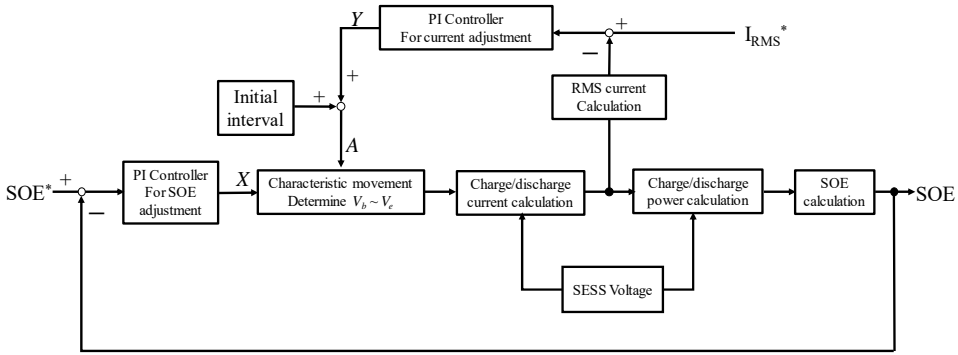 Y
PI Controller
For current adjustment
+
−
I_RMS*
+
RMS current
Calculation
Initial
interval
+
A
SOE*
+
−
PI Controller
For SOE
adjustment
X
Characteristic movement
Determine V_b ~ V_e
Charge/discharge
current calculation
Charge/discharge
power calculation
SOE
calculation
SOE
SESS Voltage